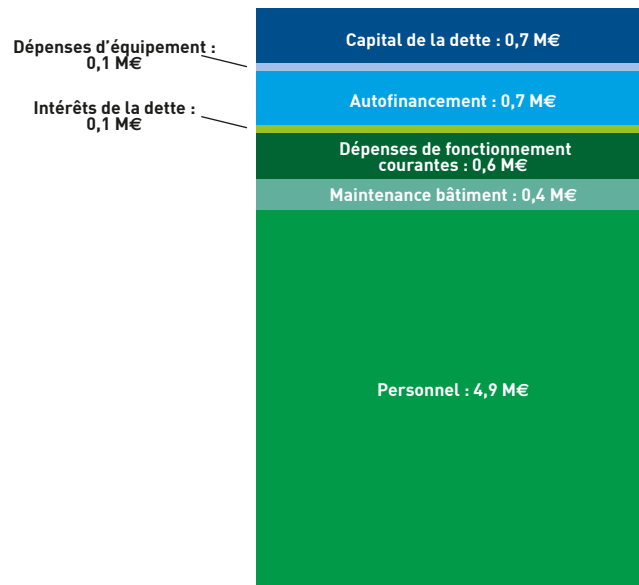 Capital de la dette : 0,7 M€
Dépenses d’équipement :
0,1 M€
Autofinancement : 0,7 M€
Intérêts de la dette :
0,1 M€
Dépenses de fonctionnement
courantes : 0,6 M€
Maintenance bâtiment : 0,4 M€
Personnel : 4,9 M€